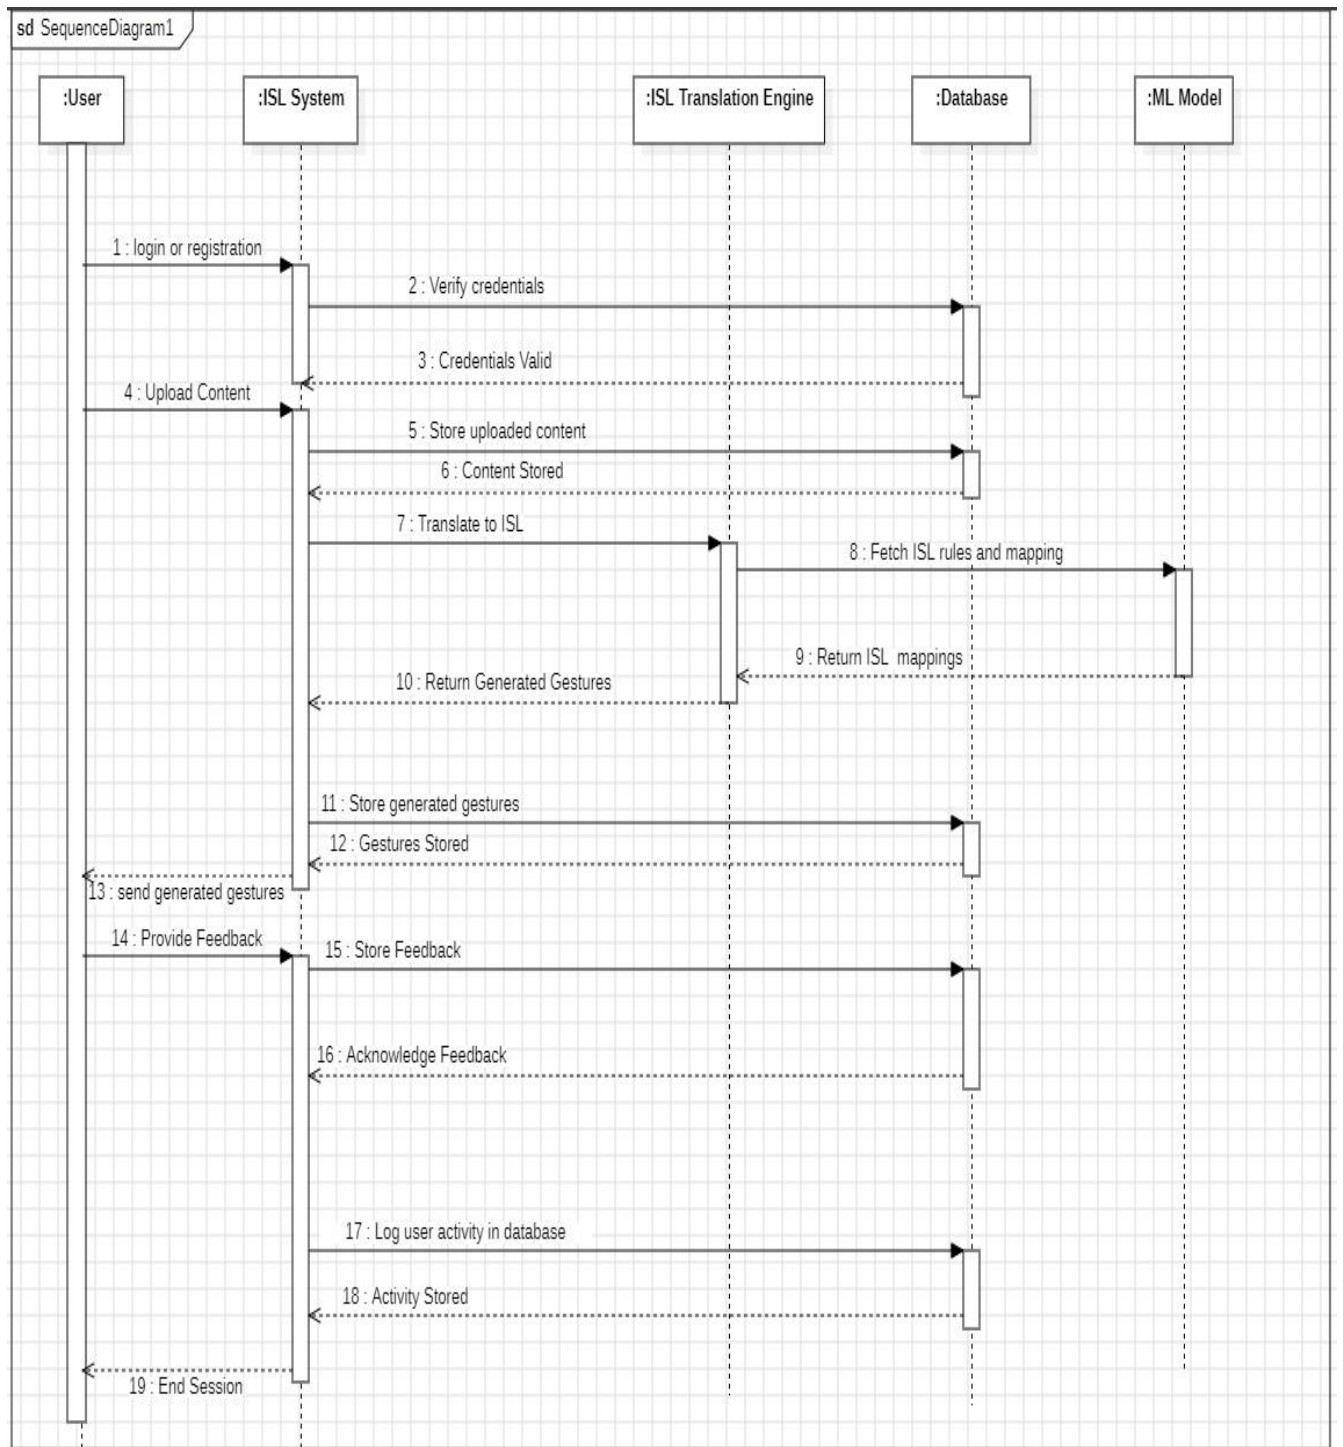 sd SequenceDiagram1
:User
:ISL System
:ISL Translation Engine
:Database
:ML Model
1 : login or registration
2 : Verify credentials
3 : Credentials Valid
4 : Upload Content
5 : Store uploaded content
6 : Content Stored
7 : Translate to ISL
8 : Fetch ISL rules and mapping
9 : Return ISL mappings
10 : Return Generated Gestures
11 : Store generated gestures
12 : Gestures Stored
13 : send generated gestures
14 : Provide Feedback
15 : Store Feedback
16 : Acknowledge Feedback
17 : Log user activity in database
18 : Activity Stored
19 : End Session